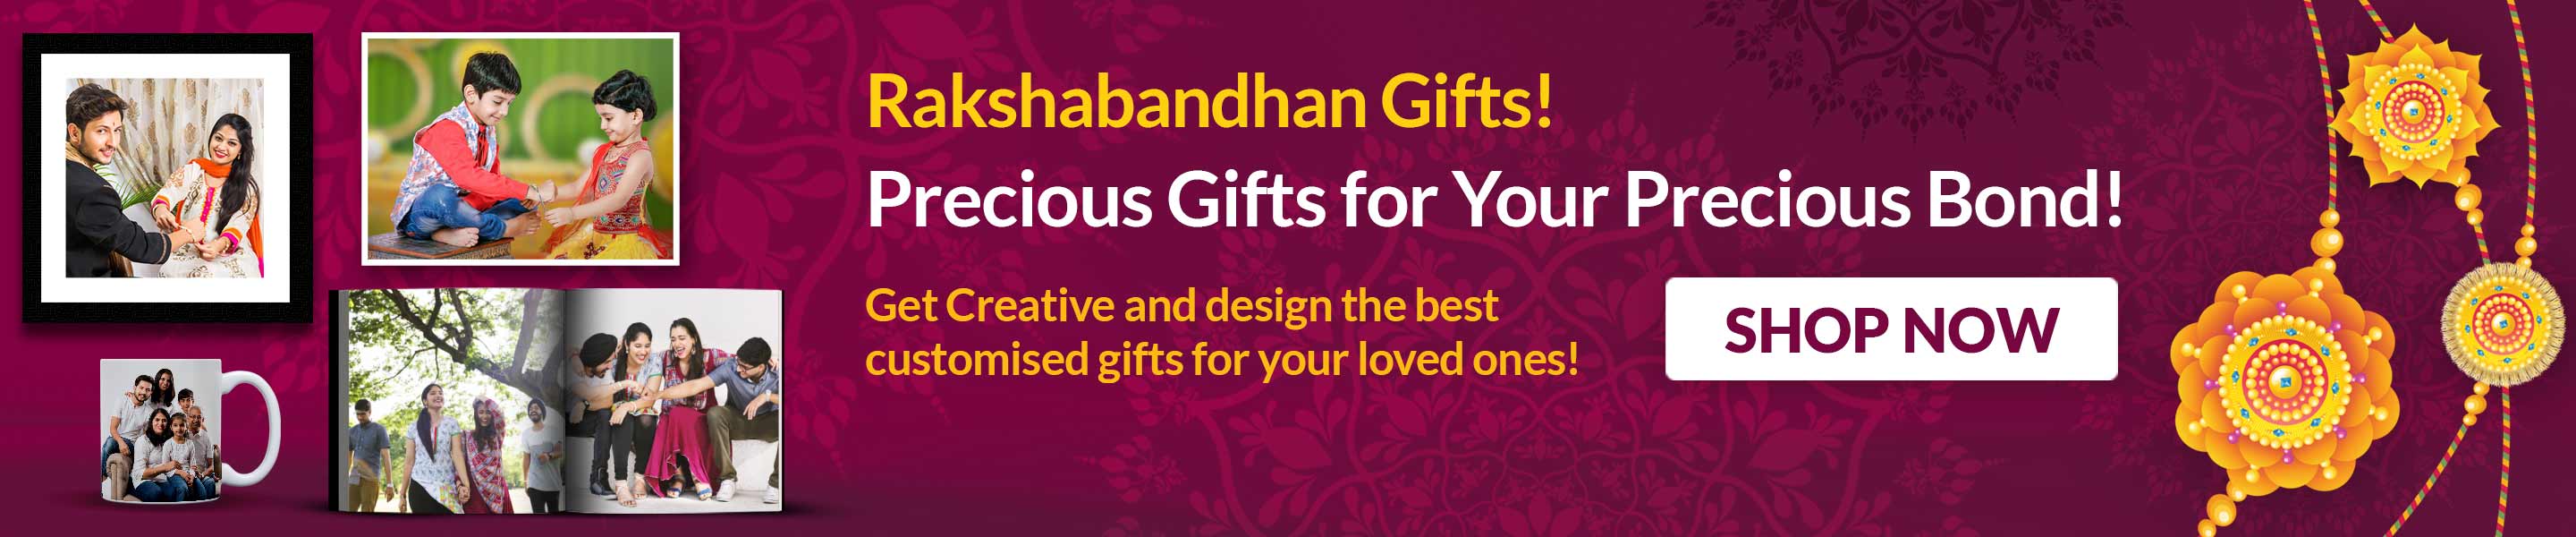 Rakshabandhan Gifts!
Precious Gifts for Your Precious Bond!
Get Creative and design the best
customised gifts for your loved ones!
SHOP NOW